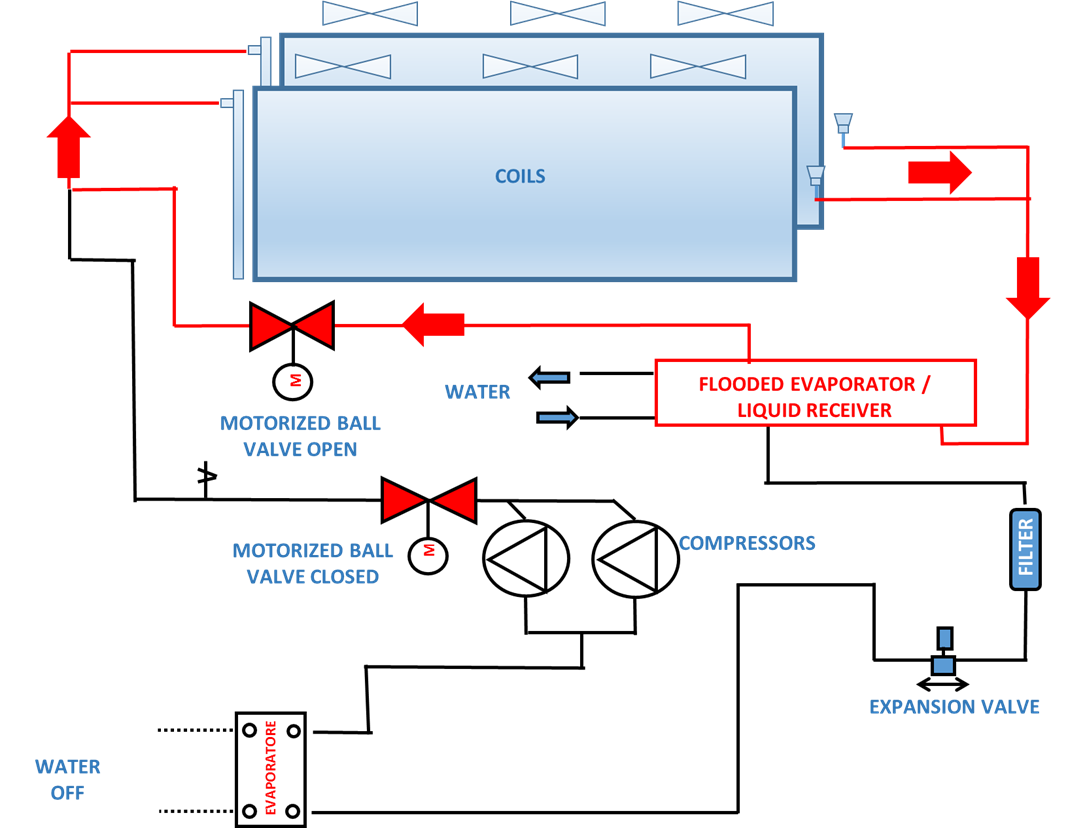 COILS
FLOODED EVAPORATOR /
LIQUID RECEIVER
WATER
M
MOTORIZED BALL
VALVE OPEN
M
MOTORIZED BALL
VALVE CLOSED
COMPRESSORS
FILTER
EXPANSION VALVE
EVAPORATORE
WATER
OFF